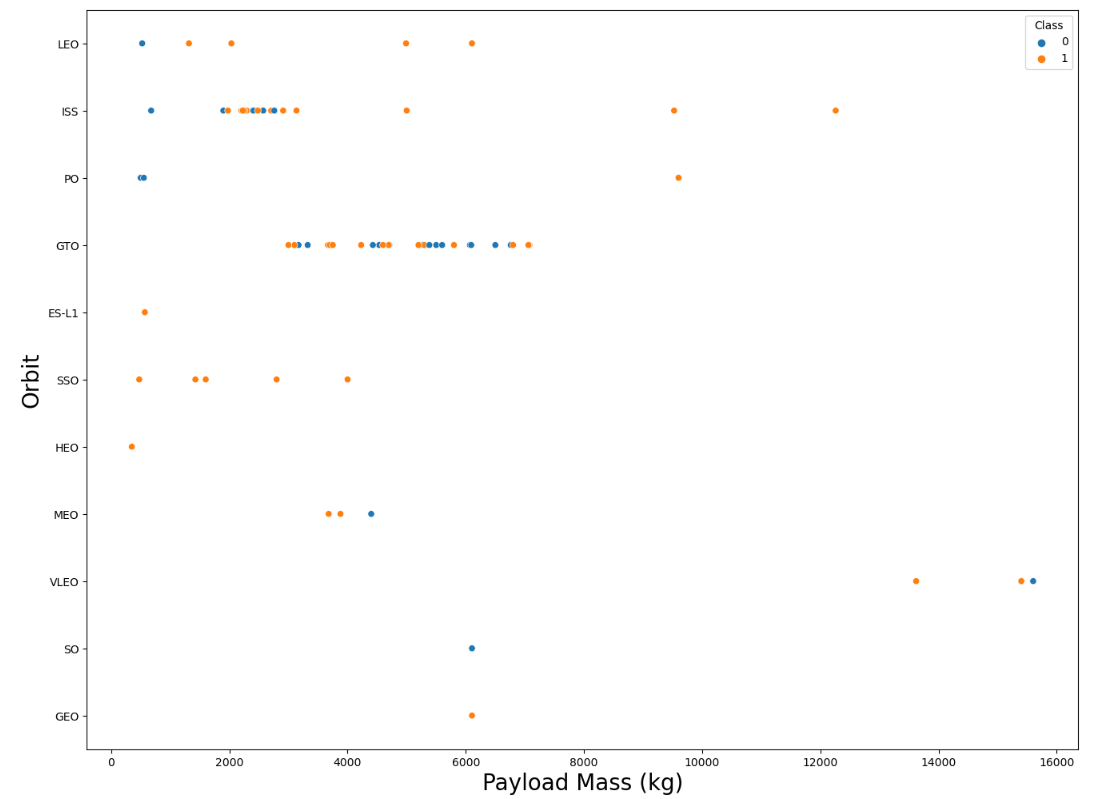 Class
0
1
LEO
ISS
PO
GTO
ES-L1
SSO
HEO
MEO
VLEO
SO
GEO
Orbit
0 2000 4000 6000 8000 10000 12000 14000 16000
Payload Mass (kg)